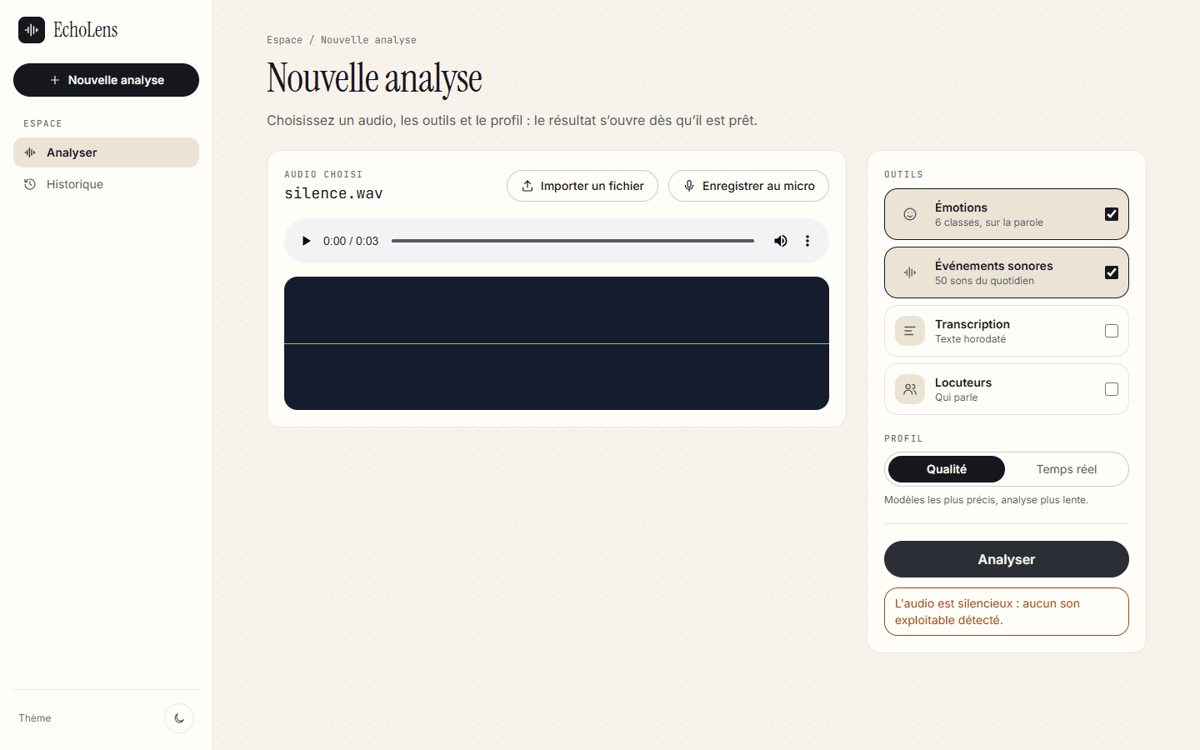 EchoLens
+ Nouvelle analyse
ESPACE
Analyser
Historique
Thème
Espace / Nouvelle analyse
Nouvelle analyse
Choisissez un audio, les outils et le profil : le résultat s’ouvre dès qu’il est prêt.
AUDIO CHOISI
silence.wav
Importer un fichier
Enregistrer au micro
0:00 / 0:03
OUTILS
Émotions
6 classes, sur la parole
Événements sonores
50 sons du quotidien
Transcription
Texte horodaté
Locuteurs
Qui parle
PROFIL
Qualité
Temps réel
Modèles les plus précis, analyse plus lente.
Analyser
L'audio est silencieux : aucun son
exploitable détecté.